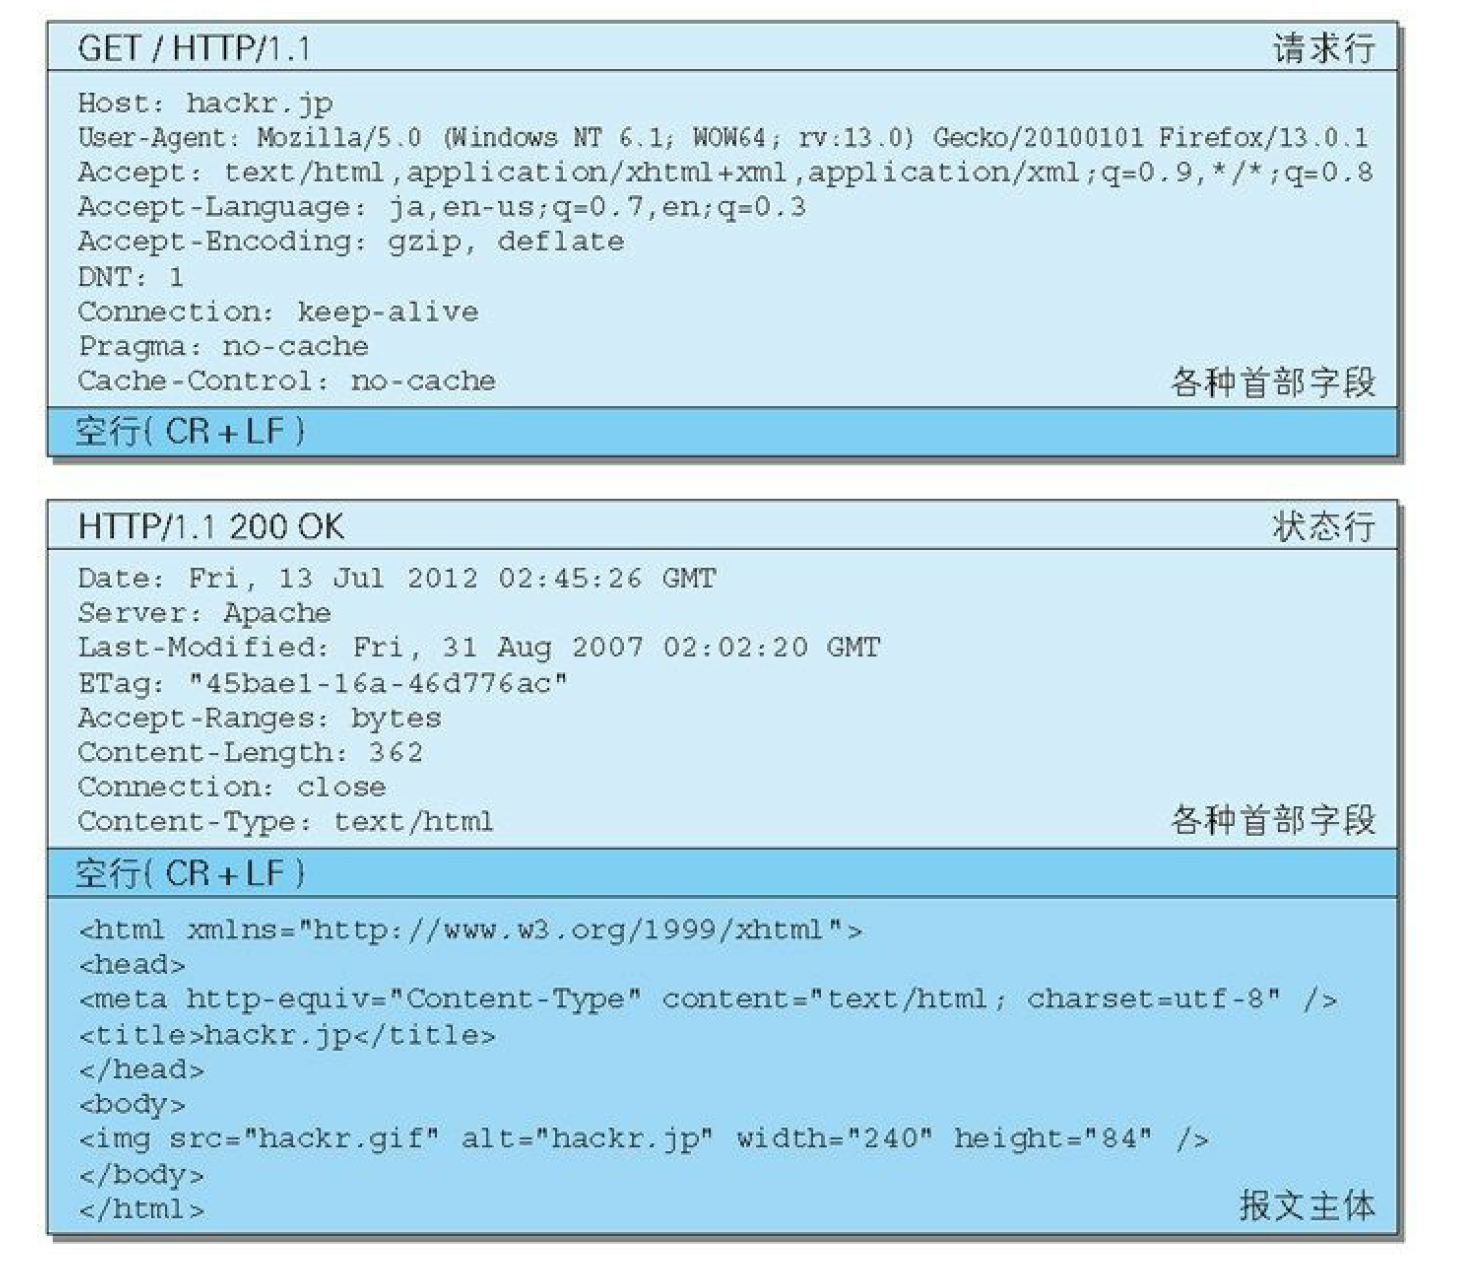 GET / HTTP/1.1 请求行
Host: hackr.jp
User-Agent: Mozilla/5.0 (Windows NT 6.1; WOW64; rv:13.0) Gecko/20100101 Firefox/13.0.1
Accept: text/html,application/xhtml+xml,application/xml;q=0.9,*/*;q=0.8
Accept-Language: ja,en-us;q=0.7,en;q=0.3
Accept-Encoding: gzip, deflate
DNT: 1
Connection: keep-alive
Pragma: no-cache
Cache-Control: no-cache 各种首部字段
空行( CR + LF )
HTTP/1.1 200 OK 状态行
Date: Fri, 13 Jul 2012 02:45:26 GMT
Server: Apache
Last-Modified: Fri, 31 Aug 2007 02:02:20 GMT
ETag: "45bae1-16a-46d776ac"
Accept-Ranges: bytes
Content-Length: 362
Connection: close
Content-Type: text/html 各种首部字段
空行( CR + LF )
<html xmlns="http://www.w3.org/1999/xhtml">
<head>
<meta http-equiv="Content-Type" content="text/html; charset=utf-8" />
<title>hackr.jp</title>
</head>
<body>
<img src="hackr.gif" alt="hackr.jp" width="240" height="84" />
</body>
</html> 报文主体